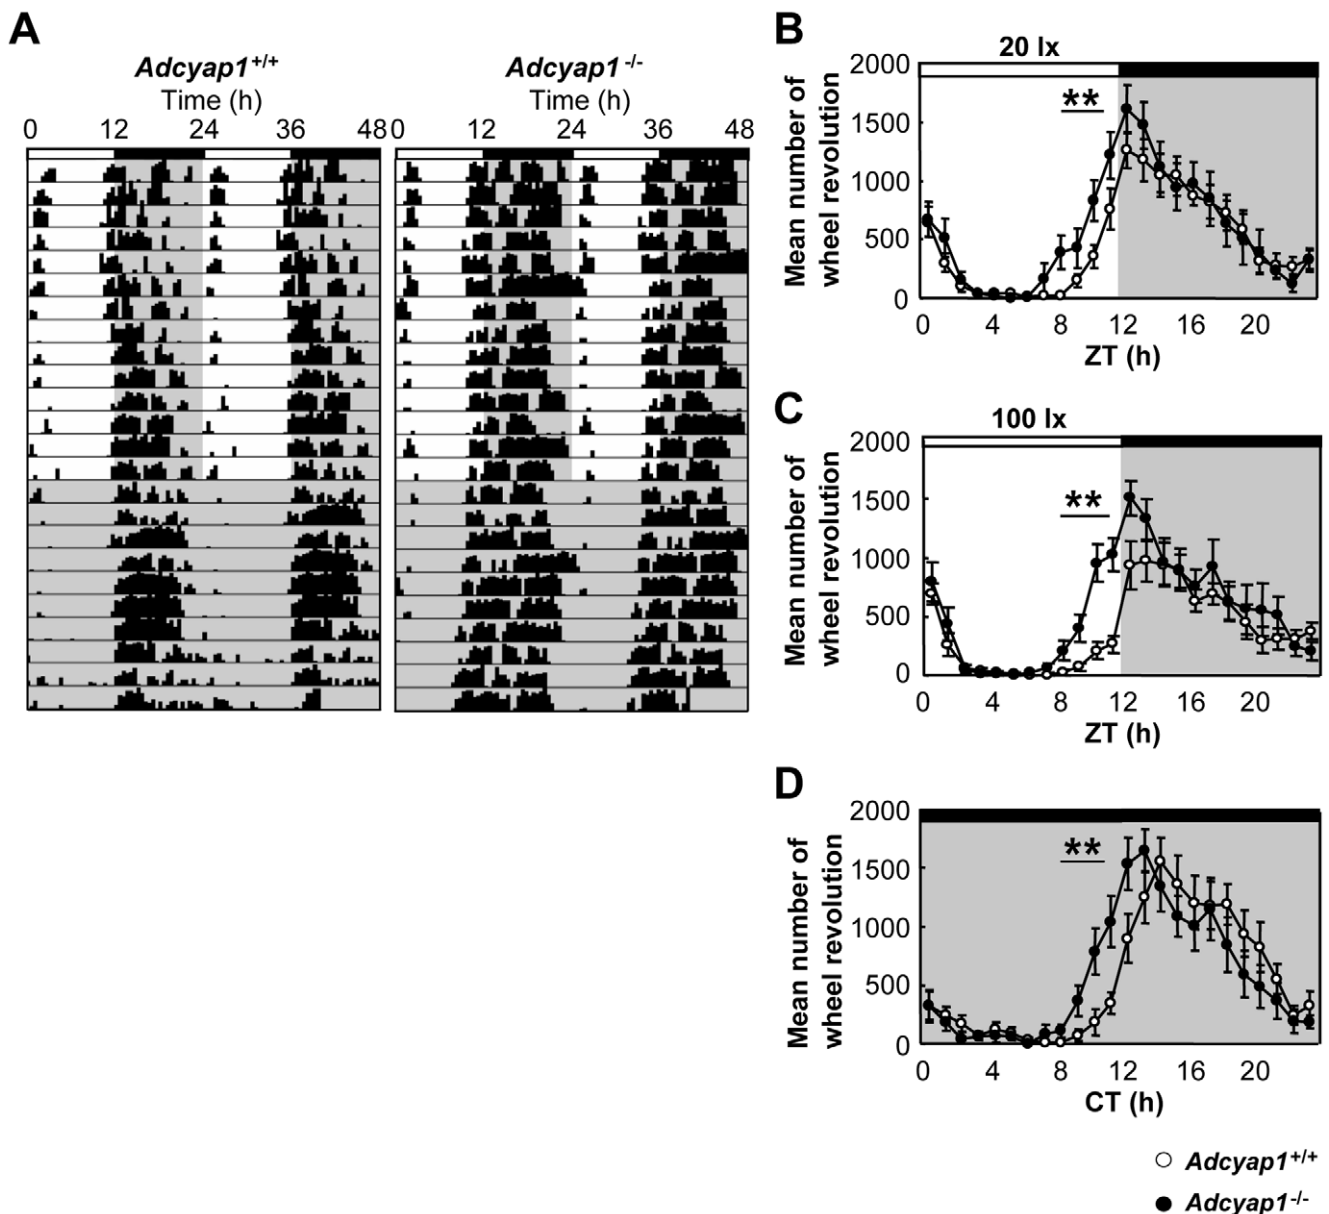 A
Adcyap1+/+
Time (h)
0 12 24 36 48
Adcyap1-/-
Time (h)
0 12 24 36 48
B
20 lx
Mean number of
wheel revolution
2000
1500
1000
500
0
**
0 4 8 12 16 20
ZT (h)
C
100 lx
Mean number of
wheel revolution
2000
1500
1000
500
0
**
0 4 8 12 16 20
ZT (h)
D
Mean number of
wheel revolution
2000
1500
1000
500
0
**
0 4 8 12 16 20
CT (h)
Adcyap1+/+
Adcyap1-/-